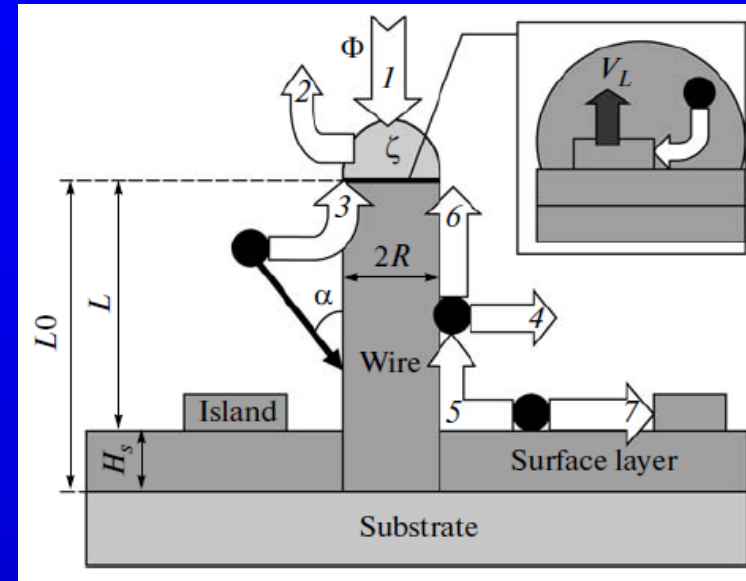 Φ
1
2
ζ
V_L
3
6
2R
α
L
L0
4
Wire
Island
5
7
H_s
Surface layer
Substrate